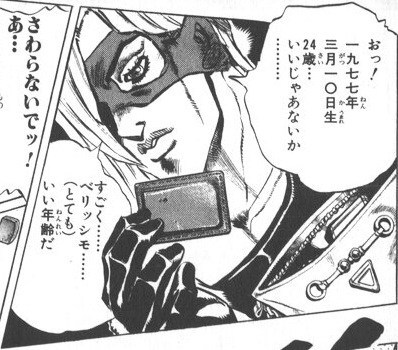 おっ！
一九七七年
三月一〇日生
24歳…
いいじゃあないか
………
すごく……
ベリッシモ……
（とても）
いい年齢だ
さわらないでッ！
あ…